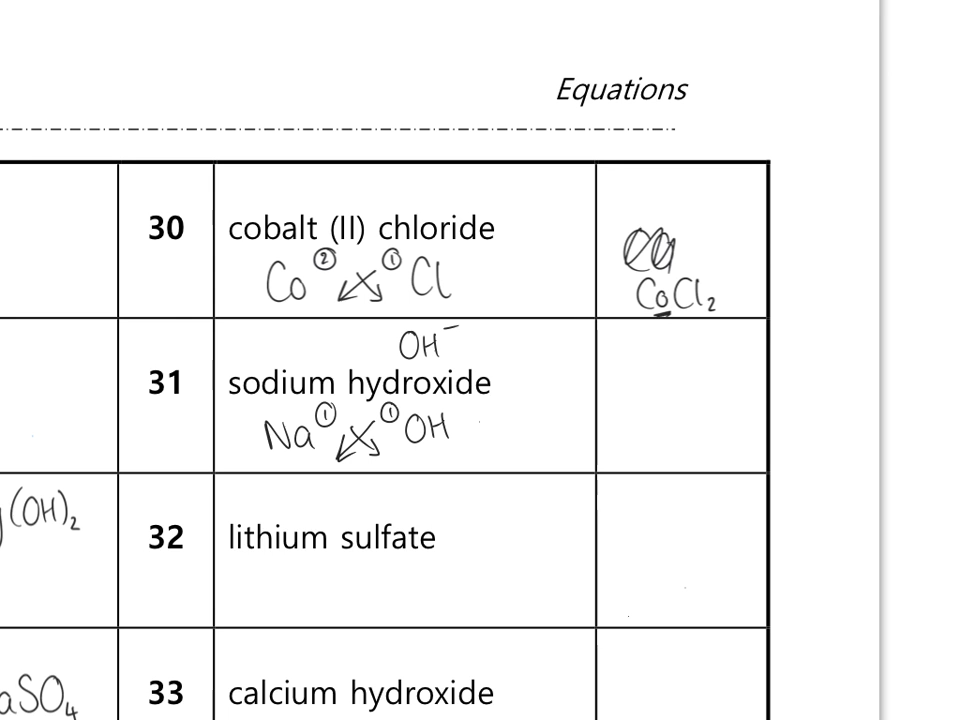 Equations
30 cobalt (II) chloride
Co ② ① Cl
CoCl₂
OH⁻
31 sodium hydroxide
Na ① ① OH
(OH)₂
32 lithium sulfate
aSO₄
33 calcium hydroxide